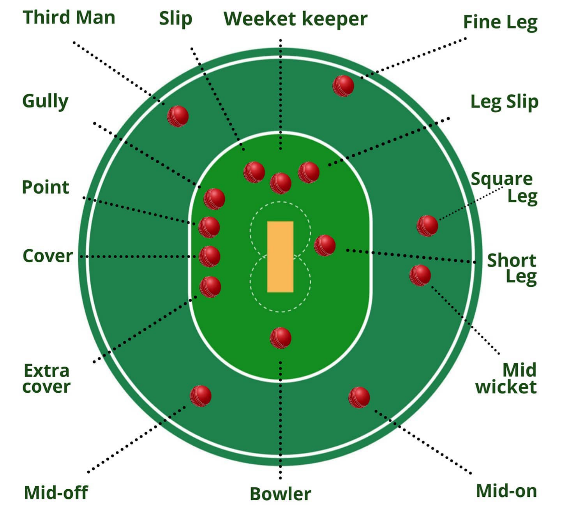 Third Man
Slip
Weeket keeper
Fine Leg
Gully
Leg Slip
Point
Square
Leg
Cover
Short
Leg
Extra
cover
Mid
wicket
Mid-off
Bowler
Mid-on